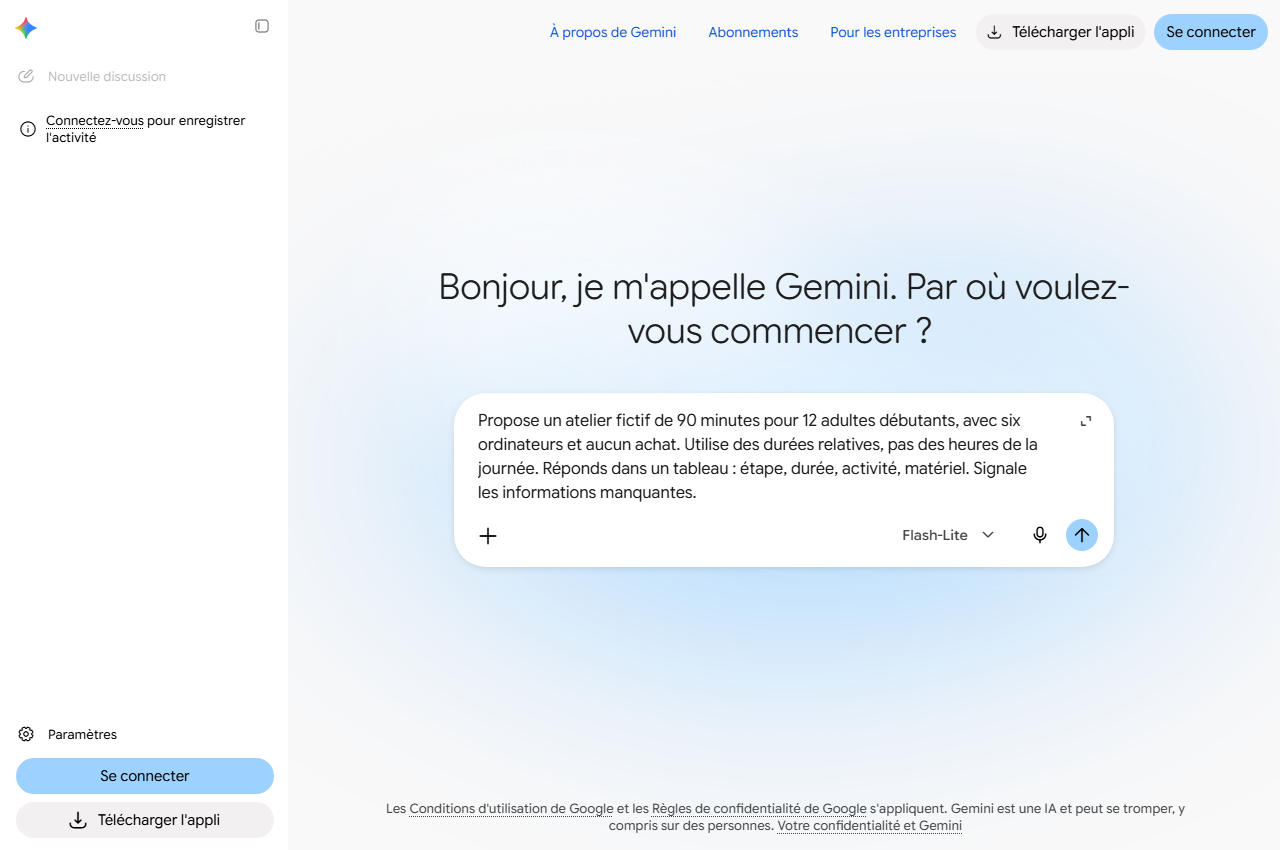 À propos de Gemini
Abonnements
Pour les entreprises
Télécharger l'appli
Se connecter
Nouvelle discussion
Connectez-vous pour enregistrer
l'activité
Bonjour, je m'appelle Gemini. Par où voulez-
vous commencer ?
Propose un atelier fictif de 90 minutes pour 12 adultes débutants, avec six
ordinateurs et aucun achat. Utilise des durées relatives, pas des heures de la
journée. Réponds dans un tableau : étape, durée, activité, matériel. Signale
les informations manquantes.
Flash-Lite
Paramètres
Se connecter
Télécharger l'appli
Les Conditions d'utilisation de Google et les Règles de confidentialité de Google s'appliquent. Gemini est une IA et peut se tromper, y
compris sur des personnes. Votre confidentialité et Gemini